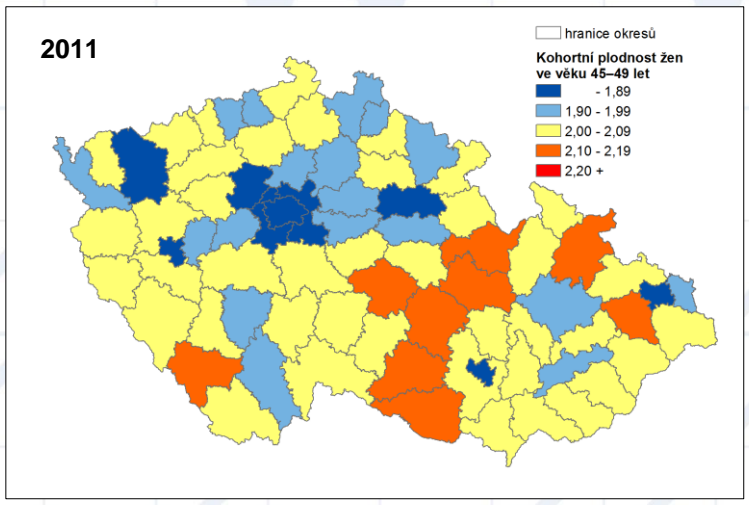 2011
hranice okresů
Kohortní plodnost žen
ve věku 45–49 let
- 1,89
1,90 - 1,99
2,00 - 2,09
2,10 - 2,19
2,20 +